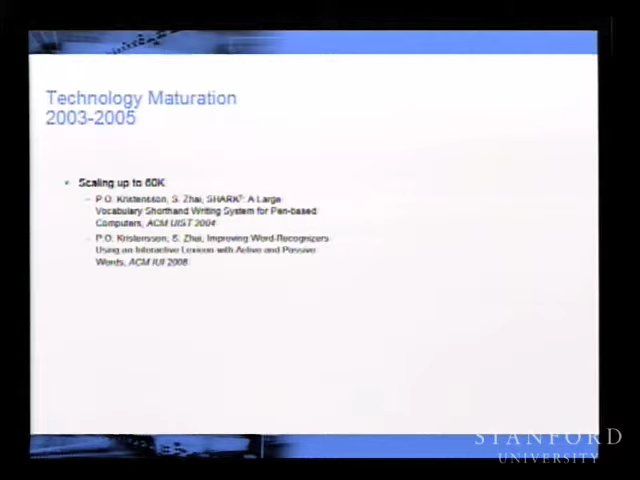 Technology Maturation
2003-2005
Scaling up to 60K
P.O. Kristensson, S. Zhai, SHARK²: A Large
Vocabulary Shorthand Writing System for Pen-based
Computers, ACM UIST 2004
P.O. Kristensson, S. Zhai, Improving Word-Recognizers
Using an Interactive Lexicon with Active and Passive
Words, ACM IUI 2008
STANFORD
UNIVERSITY